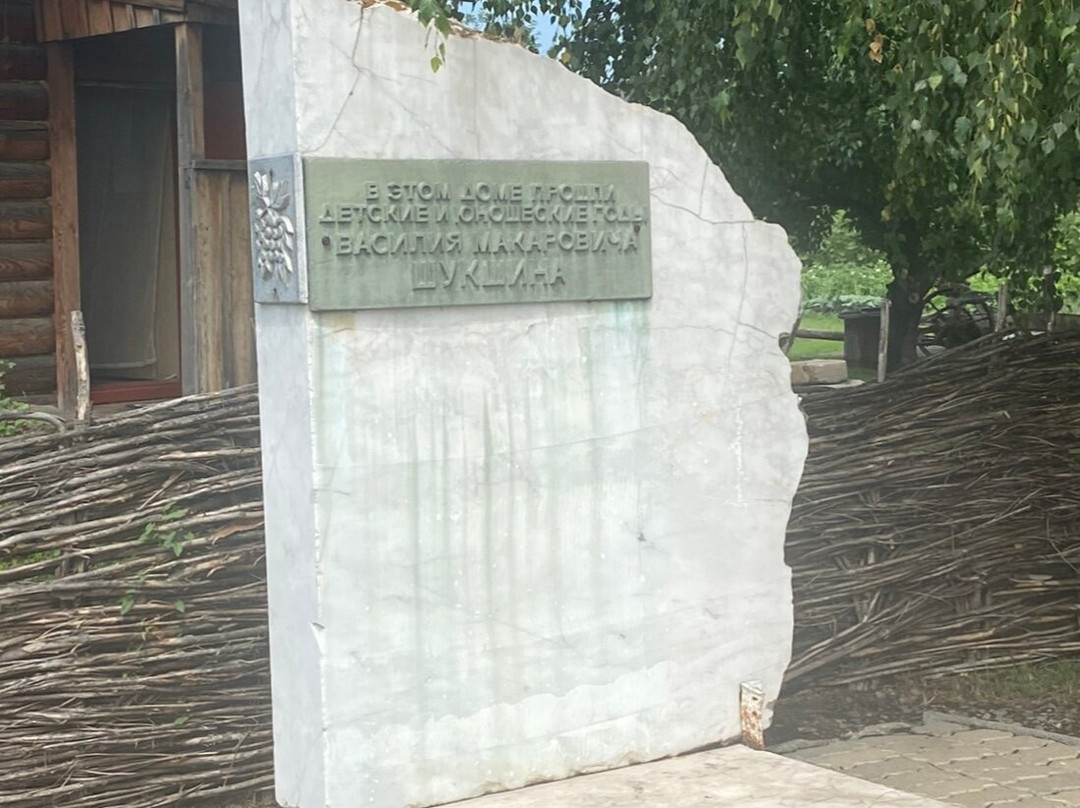 В ЭТОМ ДОМЕ ПРОШЛИ
ДЕТСКИЕ И ЮНОШЕСКИЕ ГОДЫ
ВАСИЛИЯ МАКАРОВИЧА
ШУКШИНА